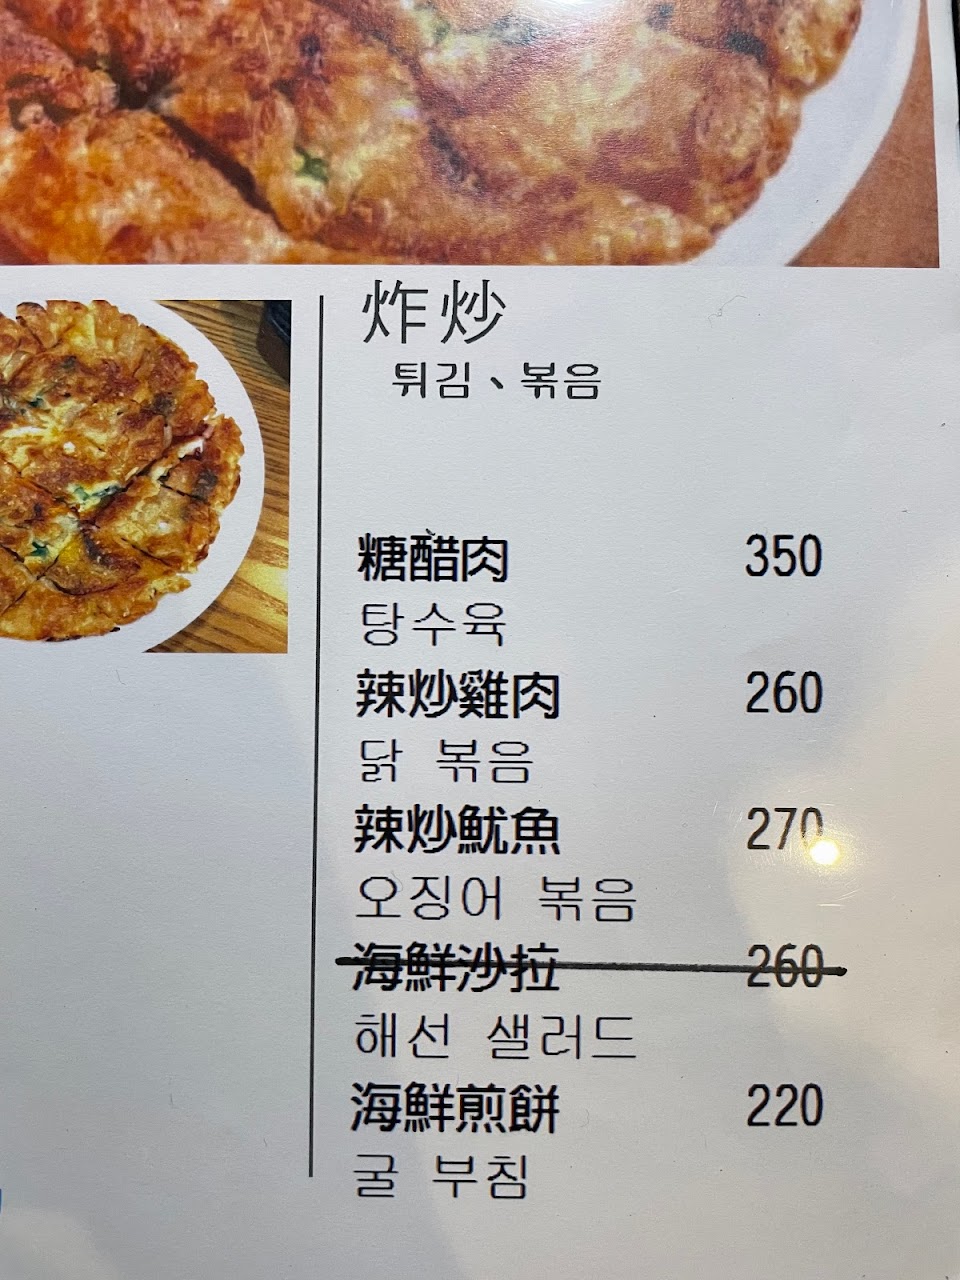 炸炒
튀김、볶음
糖醋肉 350
탕수육
辣炒雞肉 260
닭 볶음
辣炒魷魚 270
오징어 볶음
海鮮沙拉 260
해선 샐러드
海鮮煎餅 220
굴 부침